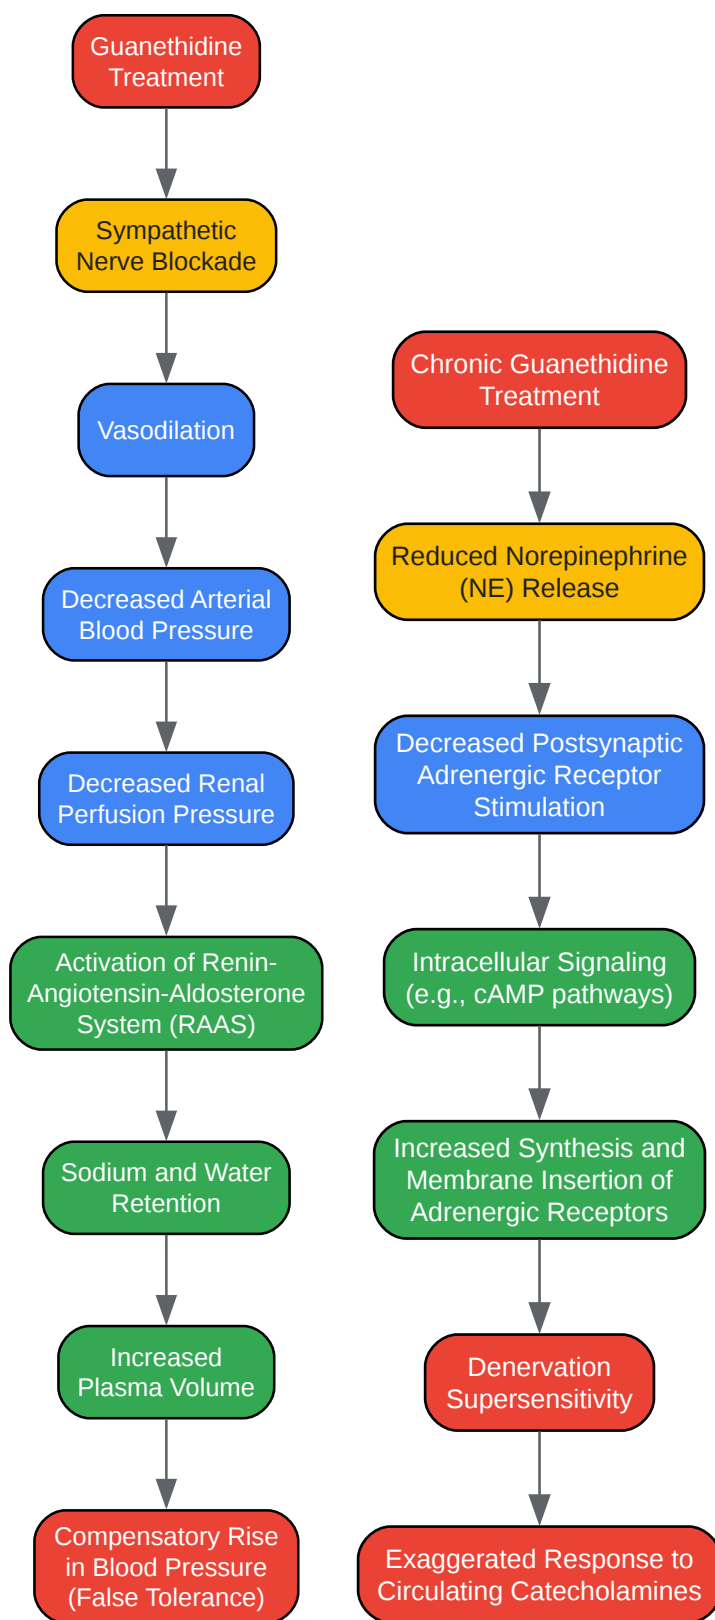 Guanethidine
Treatment
Sympathetic
Nerve Blockade
Vasodilation
Decreased Arterial
Blood Pressure
Decreased Renal
Perfusion Pressure
Activation of Renin-
Angiotensin-Aldosterone
System (RAAS)
Sodium and Water
Retention
Increased
Plasma Volume
Compensatory Rise
in Blood Pressure
(False Tolerance)
Chronic Guanethidine
Treatment
Reduced Norepinephrine
(NE) Release
Decreased Postsynaptic
Adrenergic Receptor
Stimulation
Intracellular Signaling
(e.g., cAMP pathways)
Increased Synthesis and
Membrane Insertion of
Adrenergic Receptors
Denervation
Supersensitivity
Exaggerated Response to
Circulating Catecholamines